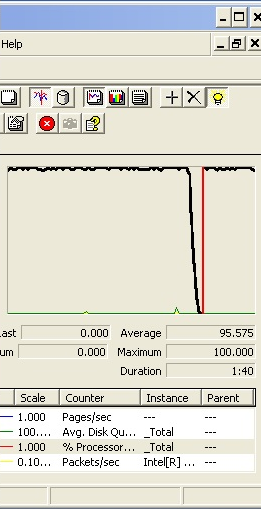 Help
Last 0.000 Average 95.575
um 0.000 Maximum 100.000
Duration 1:40
Scale Counter Instance Parent
1.000 Pages/sec --- ---
100.... Avg. Disk Qu... _Total ---
1.000 % Processor... _Total ---
0.10... Packets/sec Intel[R] ... ---